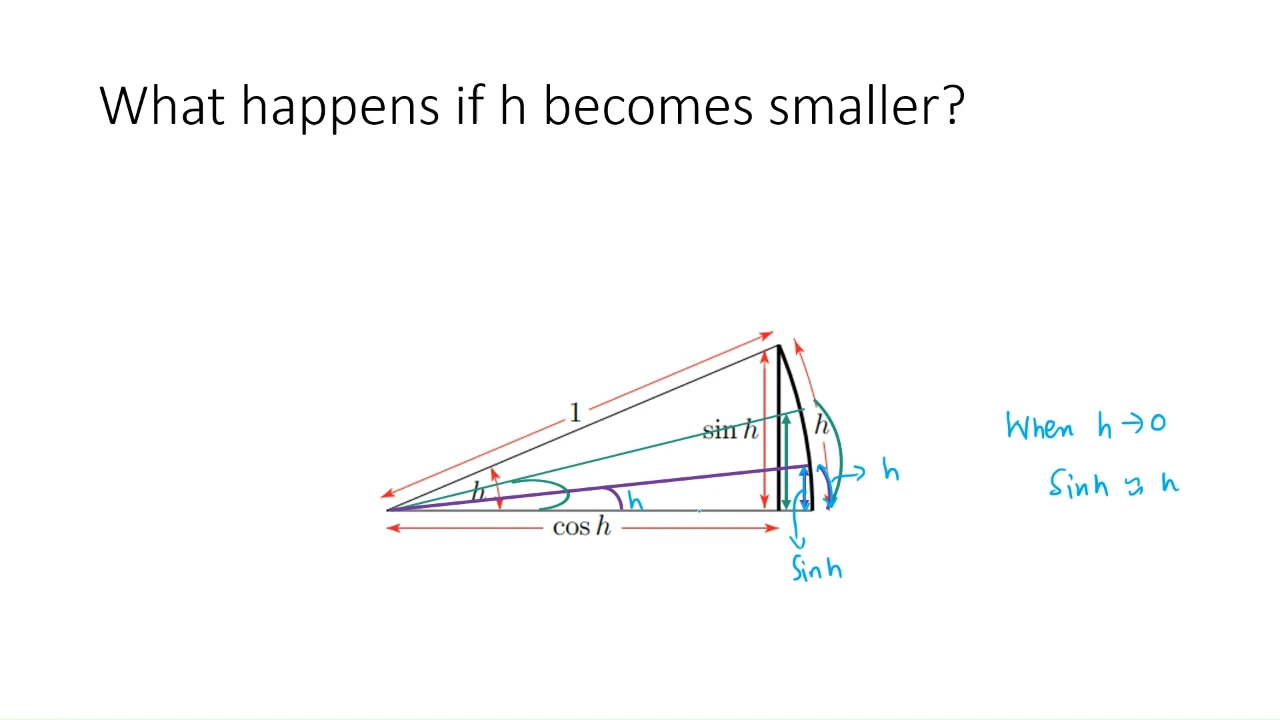 What happens if h becomes smaller?
1
sin h
h
When h → 0
h
h
Sinh ≈ h
h
cos h
Sinh